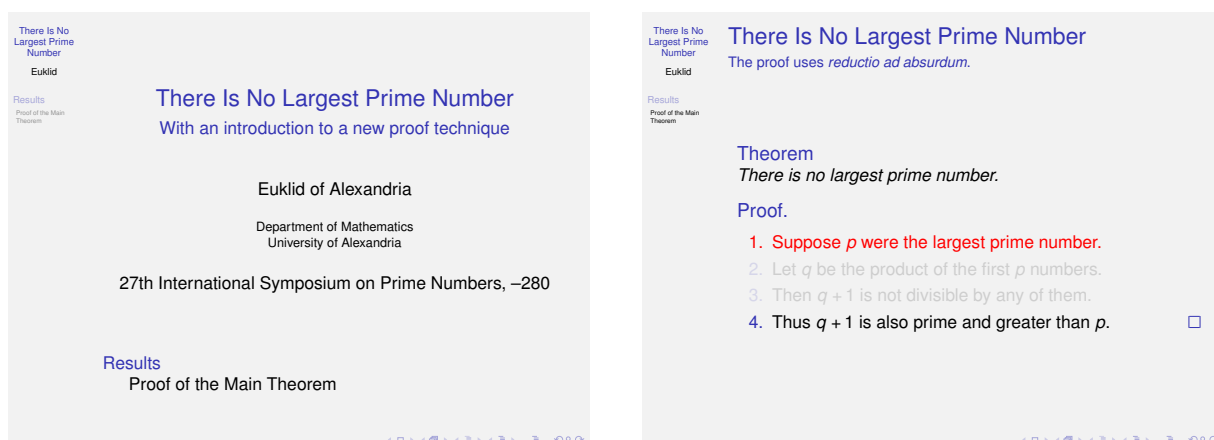 There Is No
Largest Prime
Number
Euklid
Results
Proof of the Main
Theorem
There Is No Largest Prime Number
With an introduction to a new proof technique
Euklid of Alexandria
Department of Mathematics
University of Alexandria
27th International Symposium on Prime Numbers, –280
Results
Proof of the Main Theorem
There Is No
Largest Prime
Number
Euklid
Results
Proof of the Main
Theorem
There Is No Largest Prime Number
The proof uses reductio ad absurdum.
Theorem
There is no largest prime number.
Proof.
1. Suppose p were the largest prime number.
2. Let q be the product of the first p numbers.
3. Then q + 1 is not divisible by any of them.
4. Thus q + 1 is also prime and greater than p. □